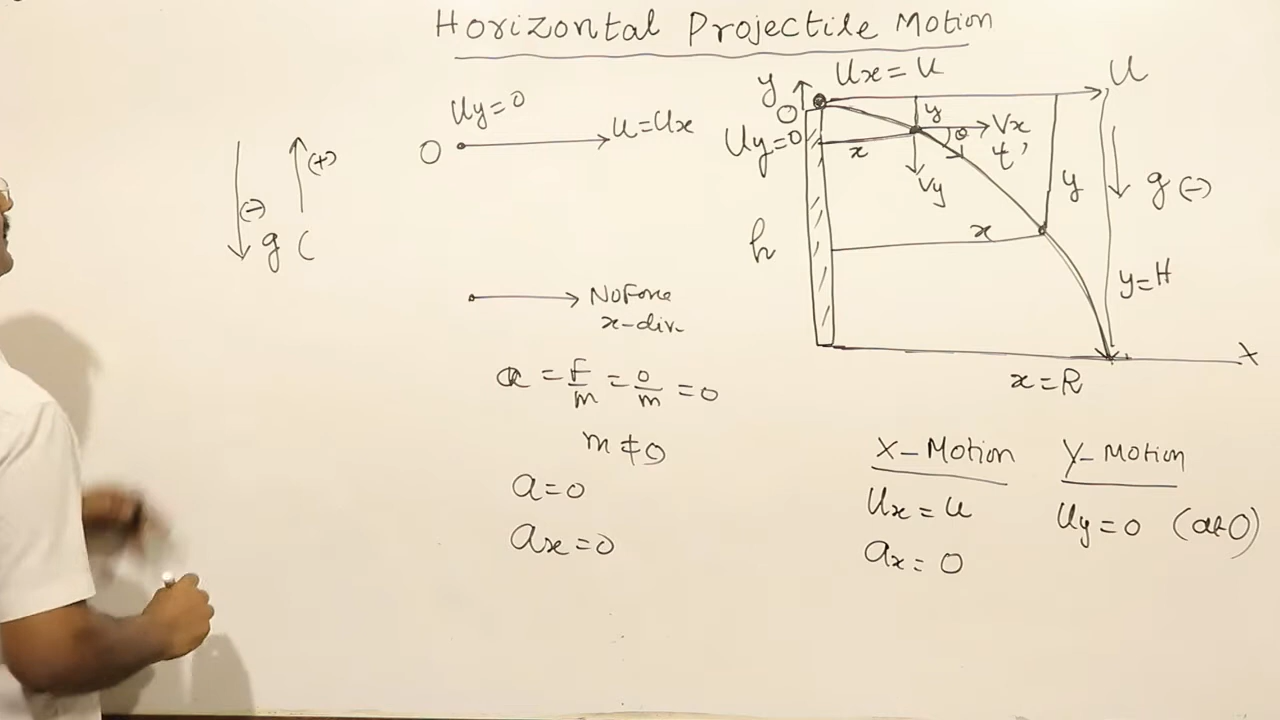 Horizontal Projectile Motion
(-)
(+)
g (
Uy=0
O
U=Ux
No Force
x-dir
a = F/m = 0/m = 0
m ≠ 0
a=0
ax=0
y
Ux = U
U
O
Uy=0
y
x
Vx
θ
t'
Vy
y
g (-)
h
x
y=H
X
x=R
X-Motion
Ux = U
ax = 0
Y-Motion
Uy=0 (at O)